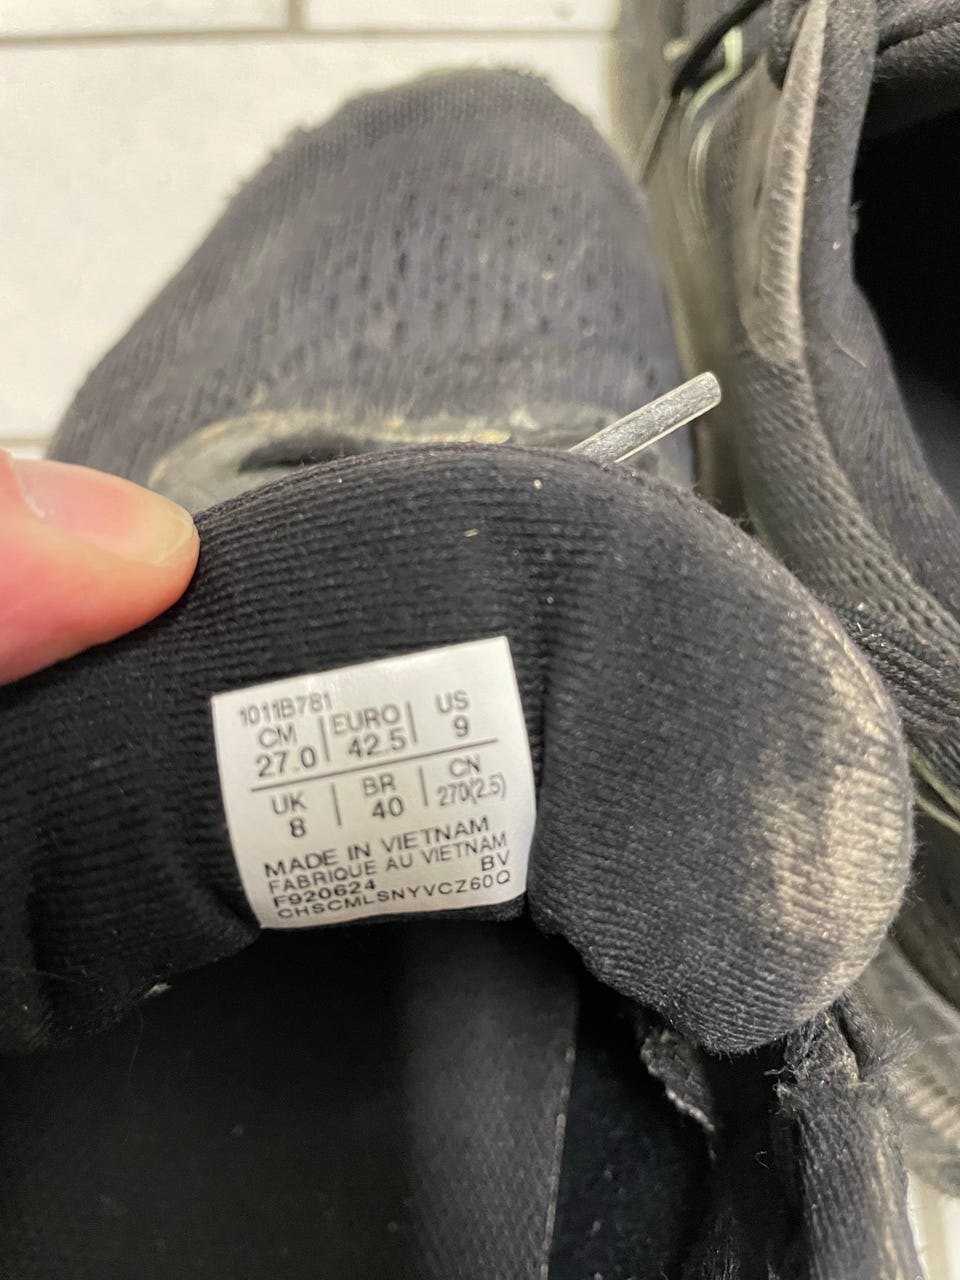 1011B781
CM | EURO | US
27.0 | 42.5 | 9
UK | BR | CN
8 | 40 | 270(2.5)
MADE IN VIETNAM
FABRIQUE AU VIETNAM
F920624 BV
CHSCMLSNYVCZ60Q